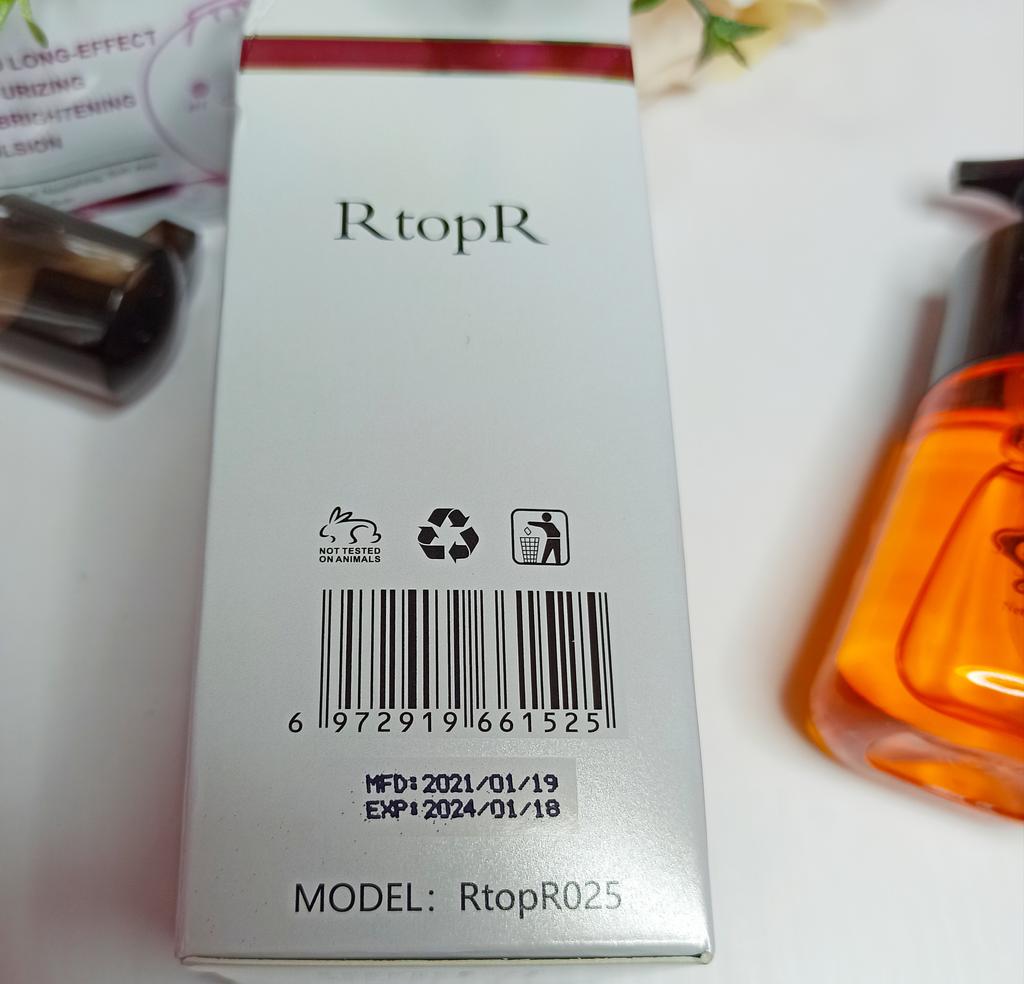 LONG-EFFECT
URIZING
BRIGHTENING
LSION
RtopR
NOT TESTED
ON ANIMALS
6 972919 661525
MFD:2021/01/19
EXP:2024/01/18
MODEL: RtopR025